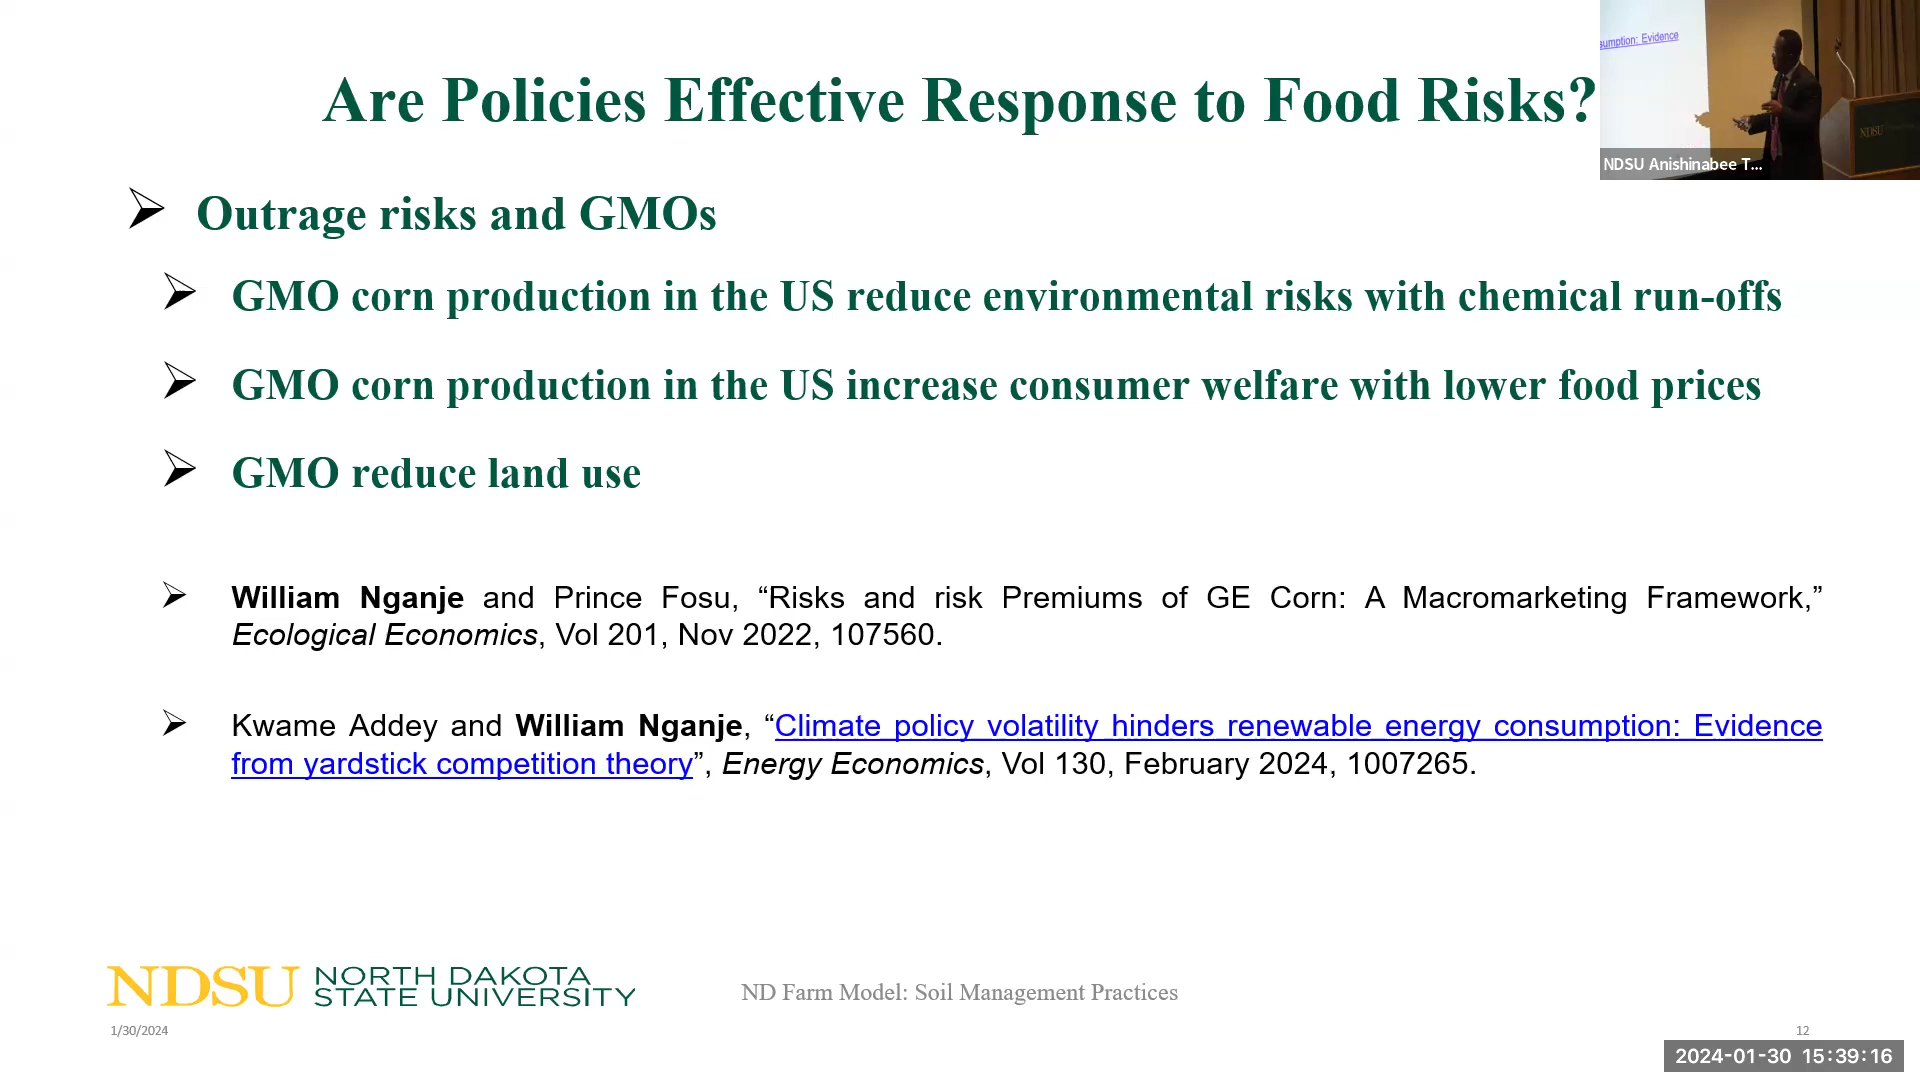 Are Policies Effective Response to Food Risks?
sumption: Evidence
NDSU
NDSU Anishinabee T...
➢ Outrage risks and GMOs
➢ GMO corn production in the US reduce environmental risks with chemical run-offs
➢ GMO corn production in the US increase consumer welfare with lower food prices
➢ GMO reduce land use
➢ William Nganje and Prince Fosu, “Risks and risk Premiums of GE Corn: A Macromarketing Framework,”
Ecological Economics, Vol 201, Nov 2022, 107560.
➢ Kwame Addey and William Nganje, “Climate policy volatility hinders renewable energy consumption: Evidence
from yardstick competition theory”, Energy Economics, Vol 130, February 2024, 1007265.
NDSU NORTH DAKOTA
STATE UNIVERSITY
ND Farm Model: Soil Management Practices
1/30/2024
12
2024-01-30 15:39:16